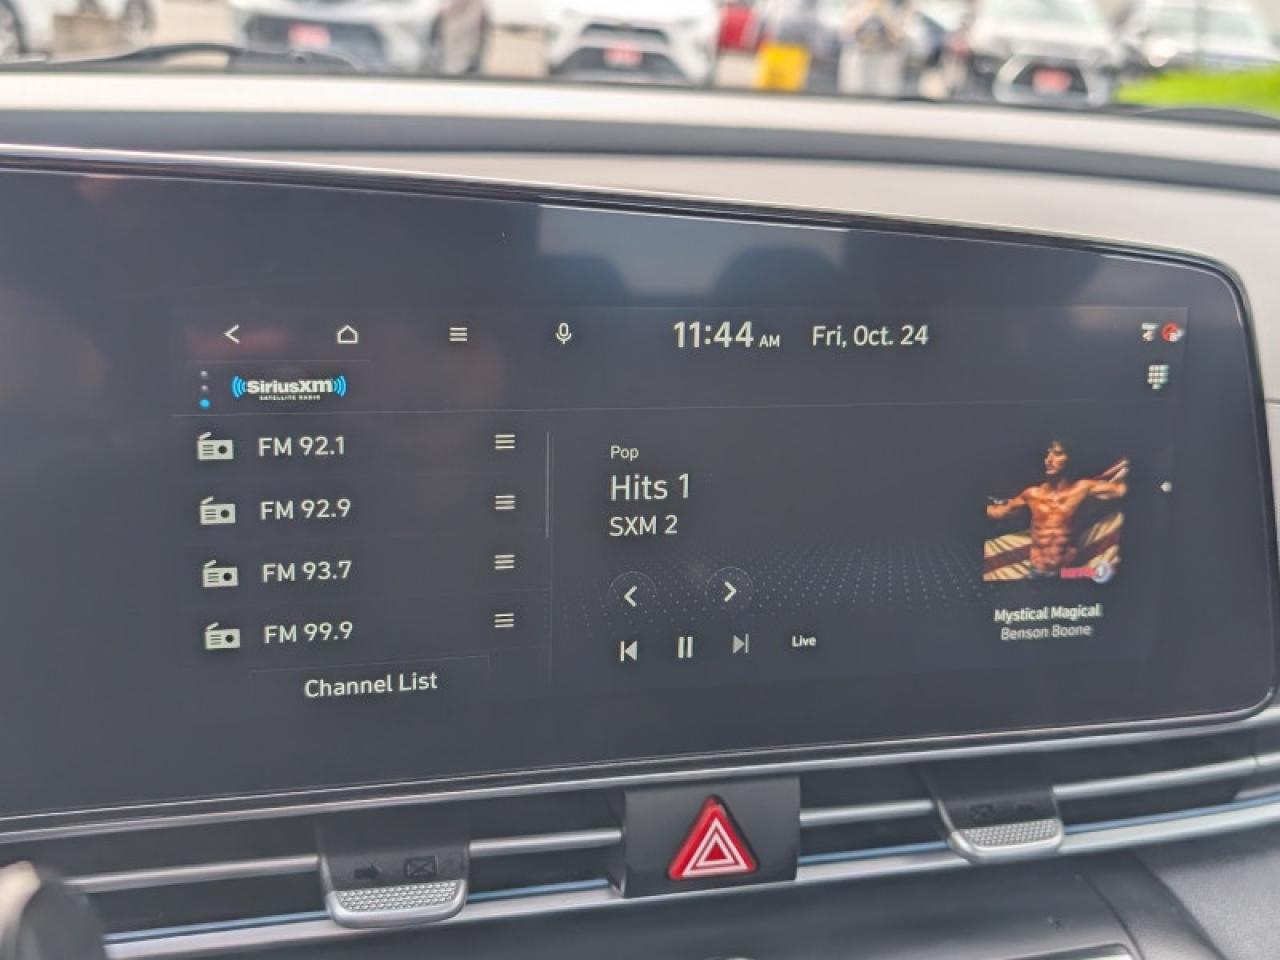 11:44 AM Fri, Oct. 24
SiriusXM
SATELLITE RADIO
FM 92.1
FM 92.9
FM 93.7
FM 99.9
Channel List
Pop
Hits 1
SXM 2
Live
Mystical Magical
Benson Boone